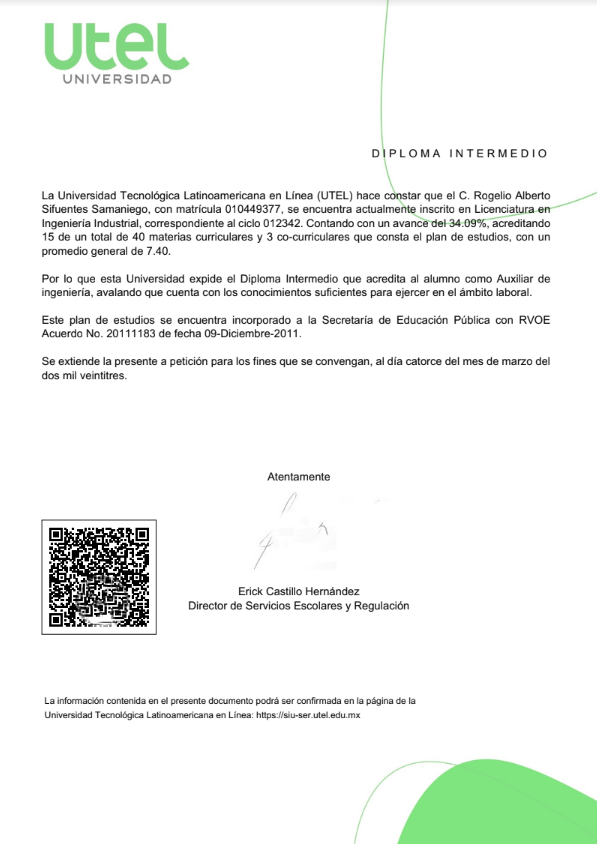 utel
UNIVERSIDAD
DIPLOMA INTERMEDIO
La Universidad Tecnológica Latinoamericana en Línea (UTEL) hace constar que el C. Rogelio Alberto
Sifuentes Samaniego, con matrícula 010449377, se encuentra actualmente inscrito en Licenciatura en
Ingeniería Industrial, correspondiente al ciclo 012342. Contando con un avance del 34.09%, acreditando
15 de un total de 40 materias curriculares y 3 co-curriculares que consta el plan de estudios, con un
promedio general de 7.40.
Por lo que esta Universidad expide el Diploma Intermedio que acredita al alumno como Auxiliar de
ingeniería, avalando que cuenta con los conocimientos suficientes para ejercer en el ámbito laboral.
Este plan de estudios se encuentra incorporado a la Secretaría de Educación Pública con RVOE
Acuerdo No. 20111183 de fecha 09-Diciembre-2011.
Se extiende la presente a petición para los fines que se convengan, al día catorce del mes de marzo del
dos mil veintitres.
Atentamente
Erick Castillo Hernández
Director de Servicios Escolares y Regulación
La información contenida en el presente documento podrá ser confirmada en la página de la
Universidad Tecnológica Latinoamericana en Línea: https://siu-ser.utel.edu.mx